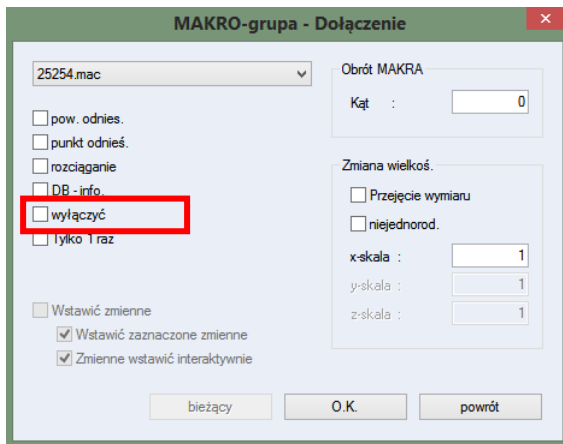 MAKRO-grupa - Dołączenie
25254.mac
pow. odnies.
punkt odnieś.
rozciąganie
DB - info.
wyłączyć
Tylko 1 raz
Wstawić zmienne
Wstawić zaznaczone zmienne
Zmienne wstawić interaktywnie
Obrót MAKRA
Kąt : 0
Zmiana wielkoś.
Przejęcie wymiaru
niejednorod.
x-skala : 1
y-skala : 1
z-skala : 1
bieżący O.K. powrót